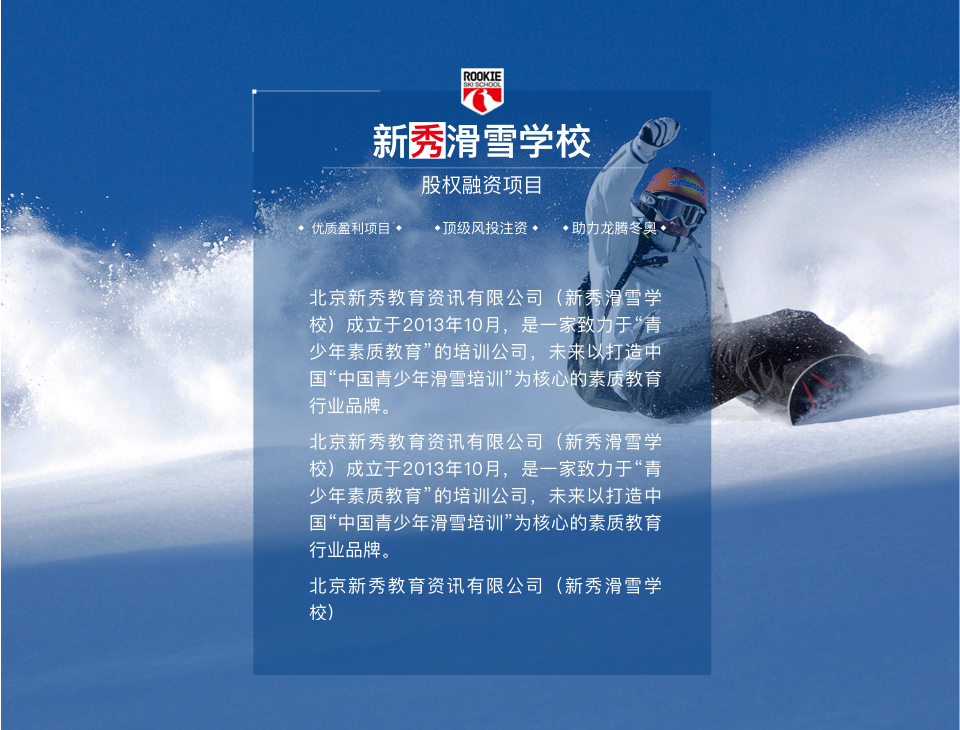 ROOKIE
SKI SCHOOL
新秀滑雪学校
股权融资项目
优质盈利项目 顶级风投注资 助力龙腾冬奥
北京新秀教育资讯有限公司（新秀滑雪学
校）成立于2013年10月，是一家致力于“青
少年素质教育”的培训公司，未来以打造中
国“中国青少年滑雪培训”为核心的素质教育
行业品牌。
北京新秀教育资讯有限公司（新秀滑雪学
校）成立于2013年10月，是一家致力于“青
少年素质教育”的培训公司，未来以打造中
国“中国青少年滑雪培训”为核心的素质教育
行业品牌。
北京新秀教育资讯有限公司（新秀滑雪学
校）